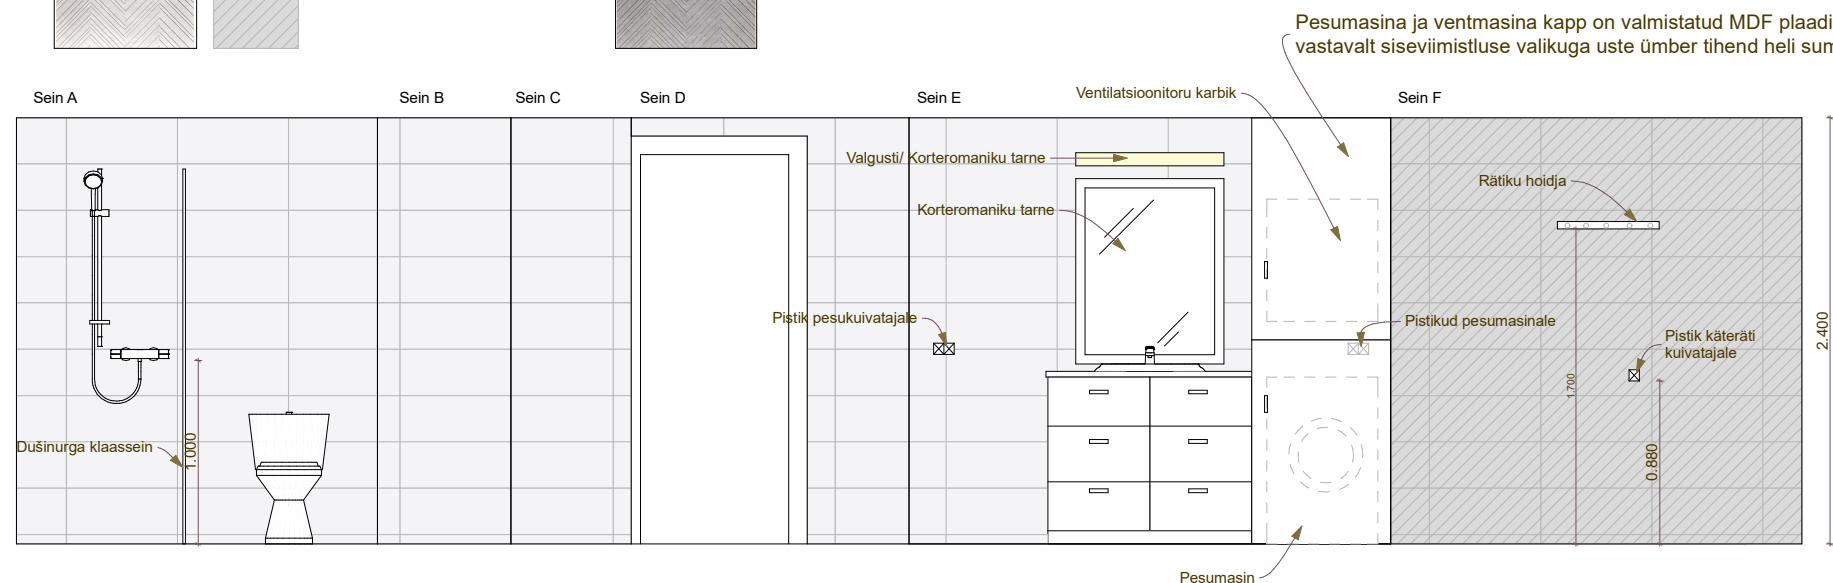 Pesumasina ja ventmasina kapp on valmistatud MDF plaadi
vastavalt siseviimistluse valikuga uste ümber tihend heli sum
Sein A
Sein B
Sein C
Sein D
Sein E
Ventilatsioonitoru karbik
Sein F
Valgusti/ Korteromaniku tarne
Korteromaniku tarne
Rätiku hoidja
Pistik pesukuivatajale
Pistikud pesumasinale
Pistik käteräti
kuivatajale
2.400
1.700
Dušinurga klaassein
1.000
0.880
Pesumasin